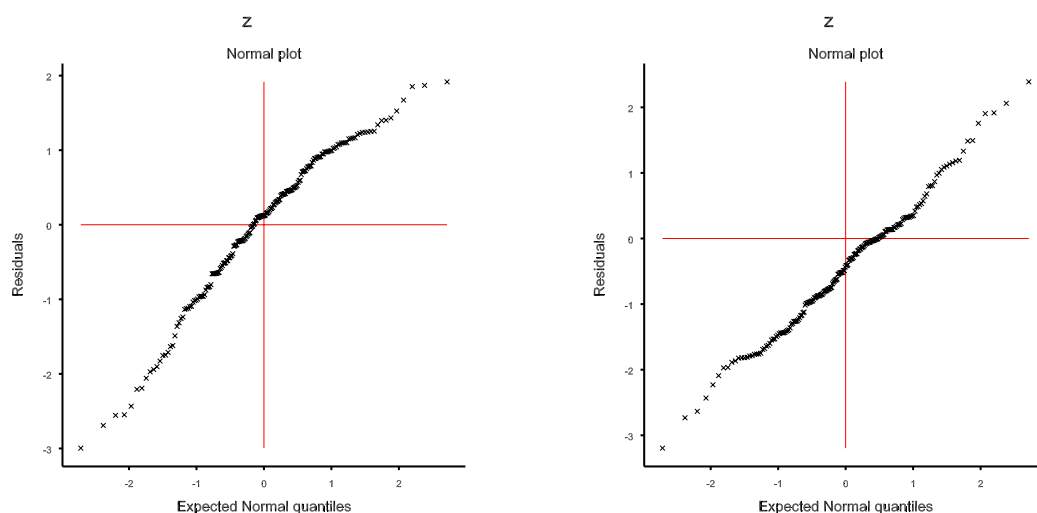 z
Normal plot
2
1
0
-1
-2
-3
Residuals
-2
-1
0
1
2
Expected Normal quantiles
z
Normal plot
2
1
0
-1
-2
-3
Residuals
-2
-1
0
1
2
Expected Normal quantiles